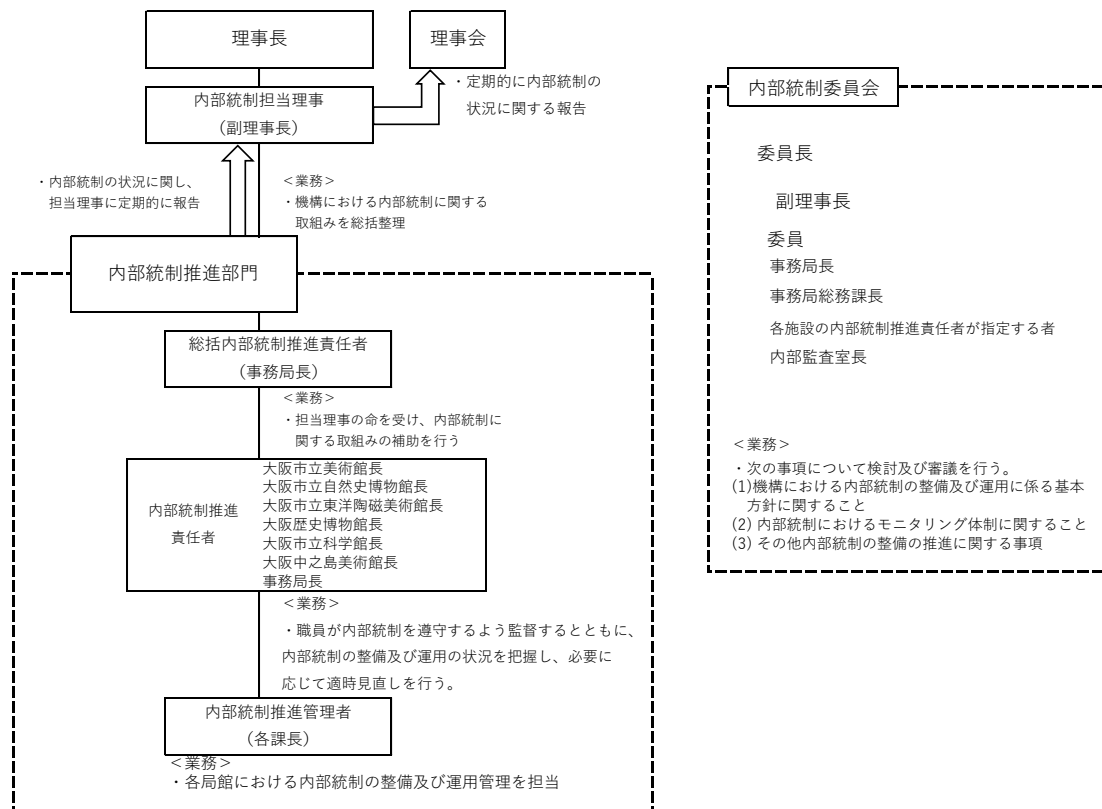 理事長
理事会
内部統制担当理事
(副理事長)
・定期的に内部統制の
状況に関する報告
・内部統制の状況に関し、
担当理事に定期的に報告
＜業務＞
・機構における内部統制に関する
取組みを総括整理
内部統制推進部門
総括内部統制推進責任者
(事務局長)
＜業務＞
・担当理事の命を受け、内部統制に
関する取組みの補助を行う
内部統制推進
責任者
大阪市立美術館長
大阪市立自然史博物館長
大阪市立東洋陶磁美術館長
大阪歴史博物館長
大阪市立科学館長
大阪中之島美術館長
事務局長
＜業務＞
・職員が内部統制を遵守するよう監督するとともに、
内部統制の整備及び運用の状況を把握し、必要に
応じて適時見直しを行う。
内部統制推進管理者
(各課長)
＜業務＞
・各局館における内部統制の整備及び運用管理を担当
内部統制委員会
委員長
副理事長
委員
事務局長
事務局総務課長
各施設の内部統制推進責任者が指定する者
内部監査室長
＜業務＞
・次の事項について検討及び審議を行う。
(1)機構における内部統制の整備及び運用に係る基本
方針に関すること
(2) 内部統制におけるモニタリング体制に関すること
(3) その他内部統制の整備の推進に関する事項